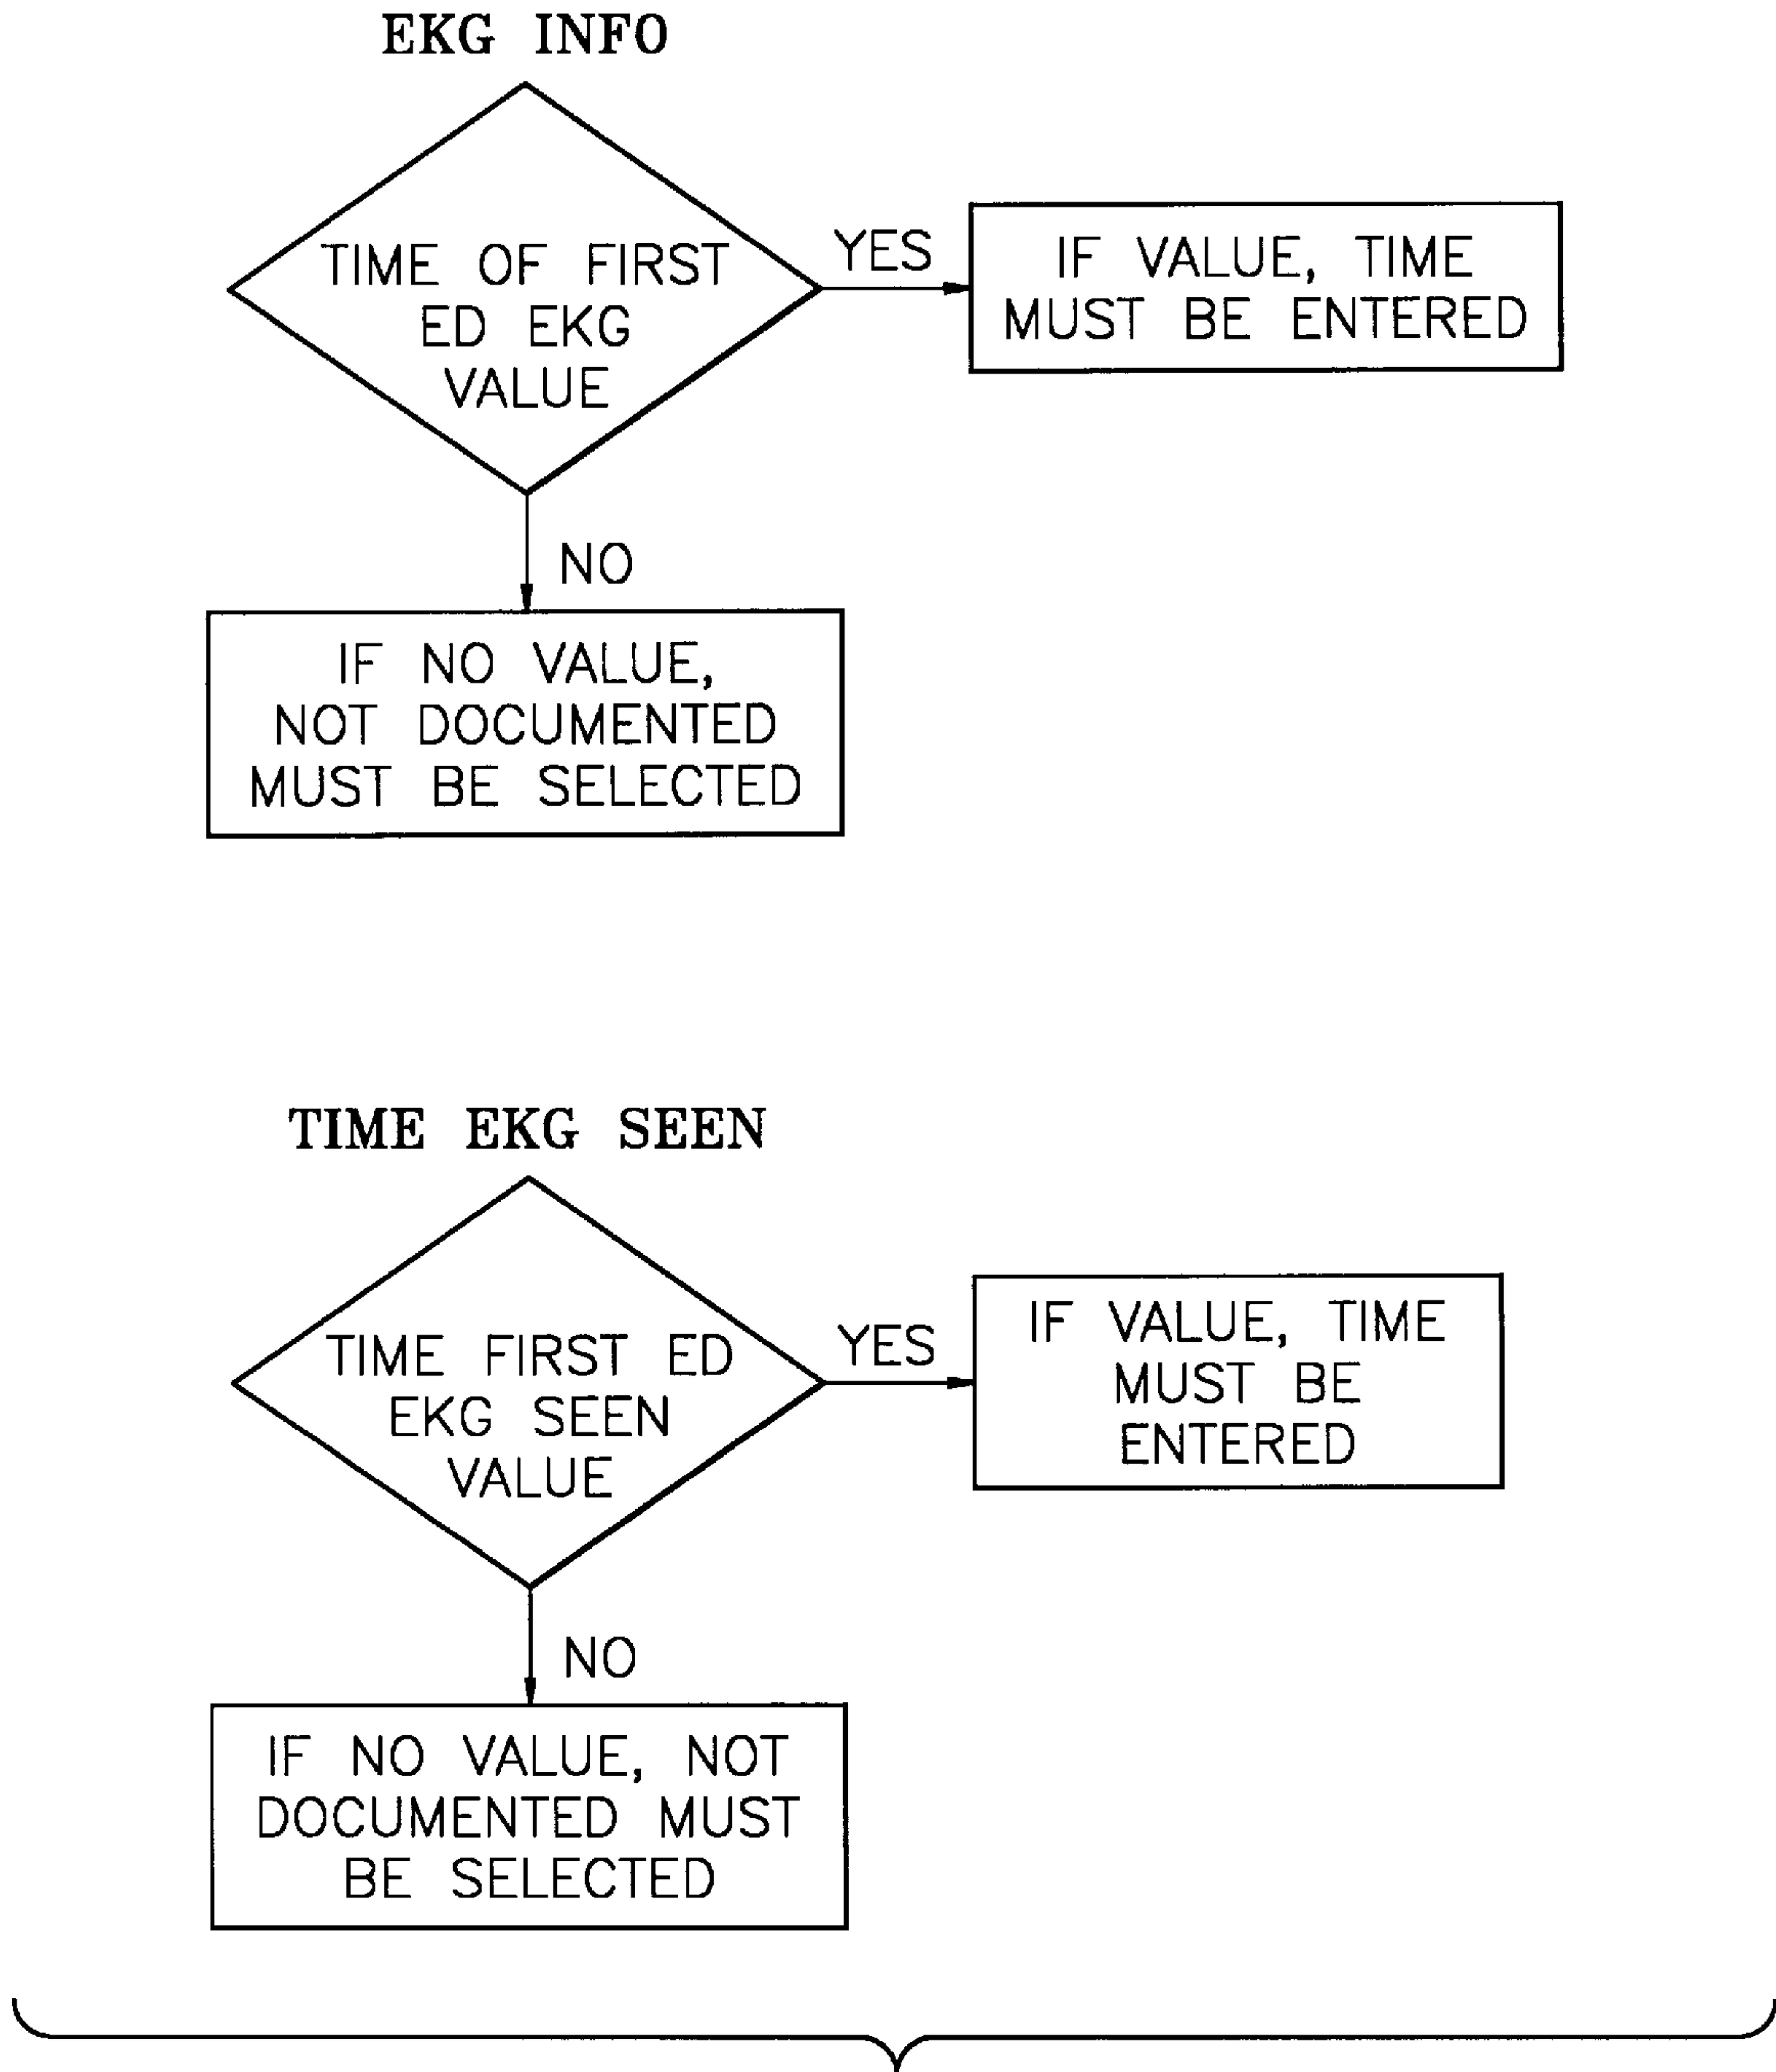 EKG INFO
TIME OF FIRST
ED EKG
VALUE
YES
IF VALUE, TIME
MUST BE ENTERED
NO
IF NO VALUE,
NOT DOCUMENTED
MUST BE SELECTED
TIME EKG SEEN
TIME FIRST ED
EKG SEEN
VALUE
YES
IF VALUE, TIME
MUST BE
ENTERED
NO
IF NO VALUE, NOT
DOCUMENTED MUST
BE SELECTED